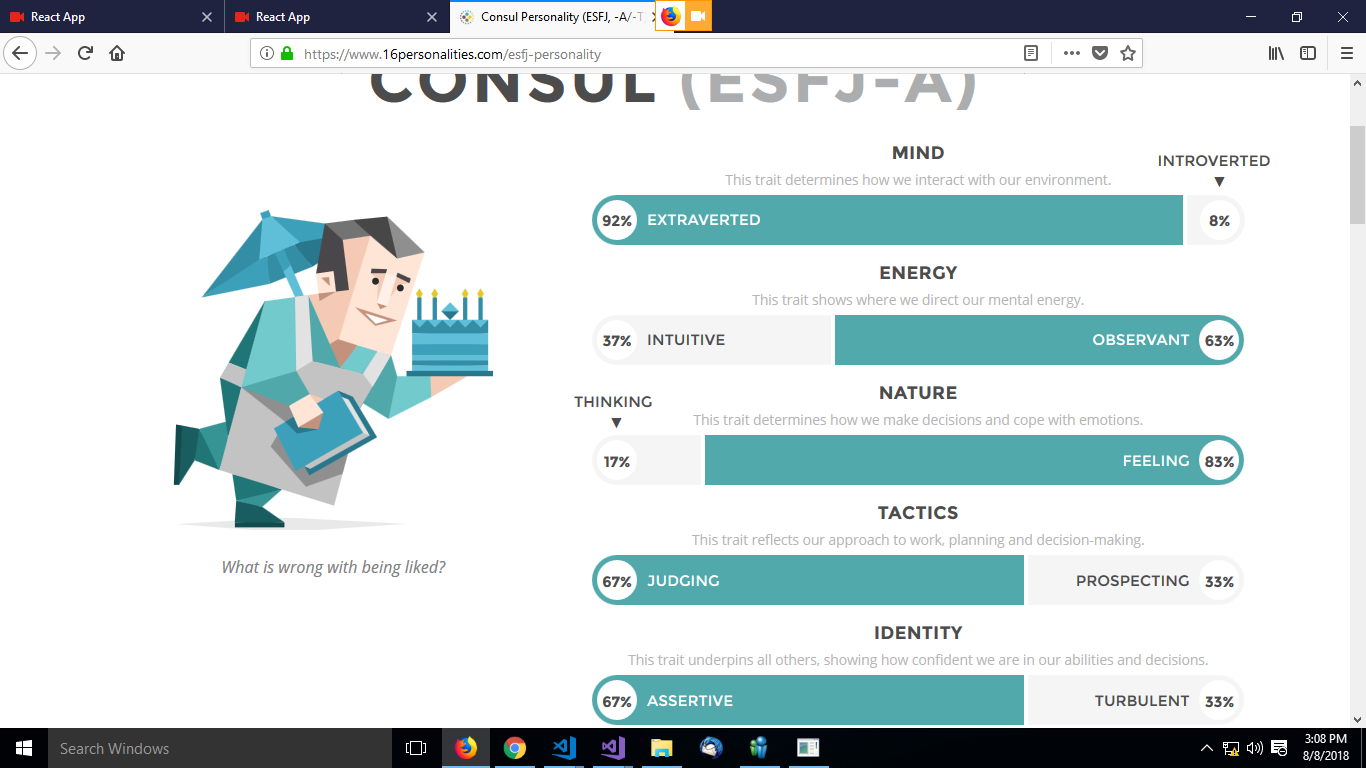 React App
React App
Consul Personality (ESFJ, -A/-T)
https://www.16personalities.com/esfj-personality
CONSUL (ESFJ-A)
MIND
INTROVERTED
This trait determines how we interact with our environment.
92% EXTRAVERTED 8%
ENERGY
This trait shows where we direct our mental energy.
37% INTUITIVE OBSERVANT 63%
NATURE
THINKING
This trait determines how we make decisions and cope with emotions.
17% FEELING 83%
TACTICS
This trait reflects our approach to work, planning and decision-making.
What is wrong with being liked?
67% JUDGING PROSPECTING 33%
IDENTITY
This trait underpins all others, showing how confident we are in our abilities and decisions.
67% ASSERTIVE TURBULENT 33%
Search Windows
3:08 PM
8/8/2018